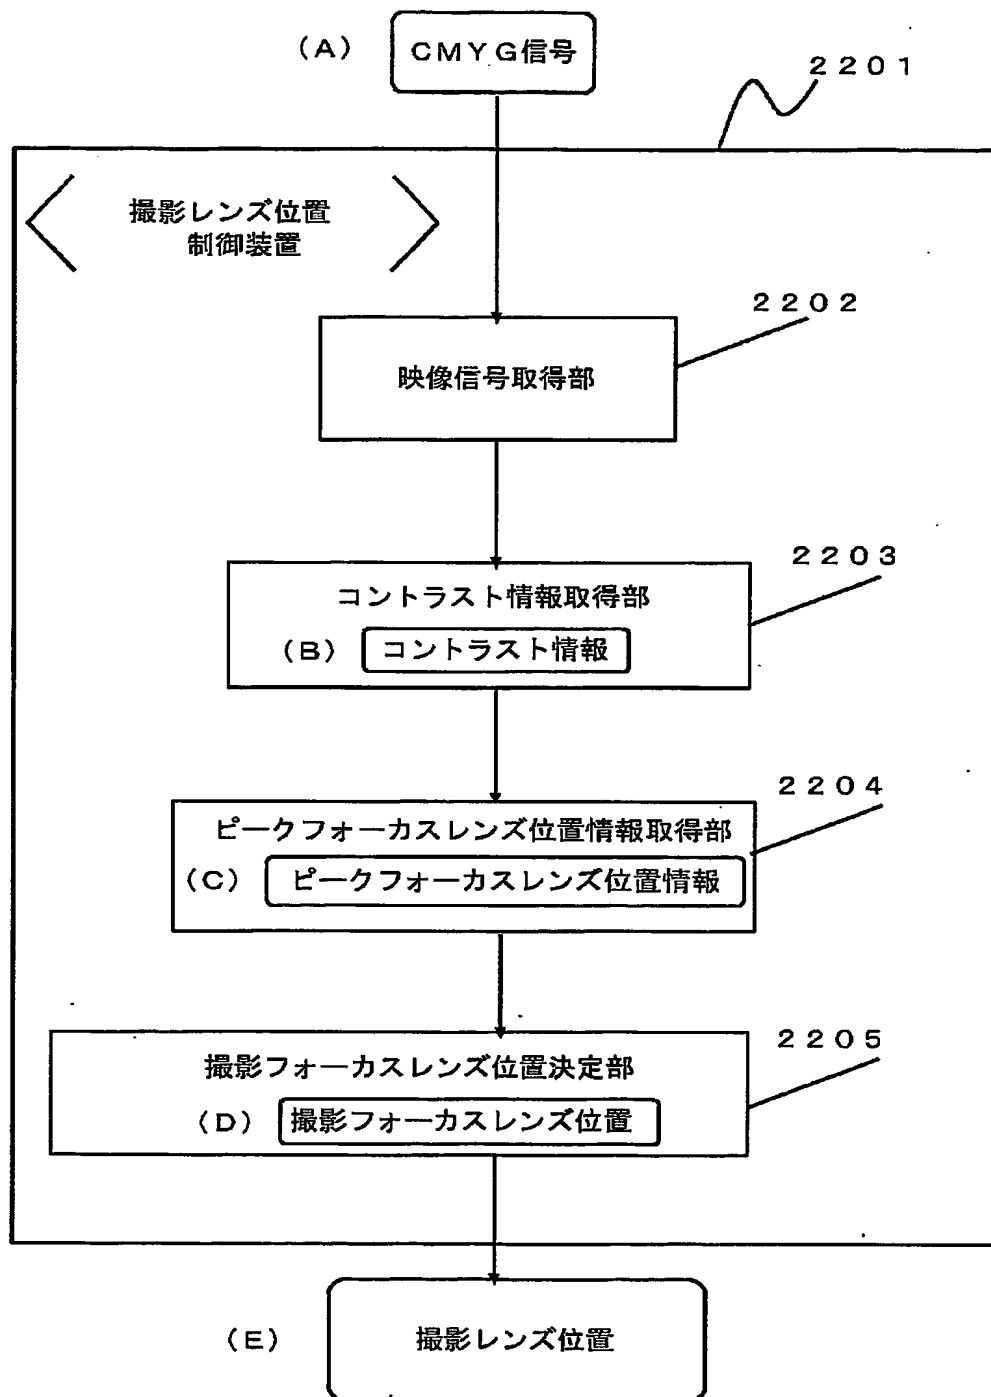 (A) CMYG信号
2201
撮影レンズ位置
制御装置
2202
映像信号取得部
2203
コントラスト情報取得部
(B) コントラスト情報
2204
ピークフォーカスレンズ位置情報取得部
(C) ピークフォーカスレンズ位置情報
2205
撮影フォーカスレンズ位置決定部
(D) 撮影フォーカスレンズ位置
(E) 撮影レンズ位置